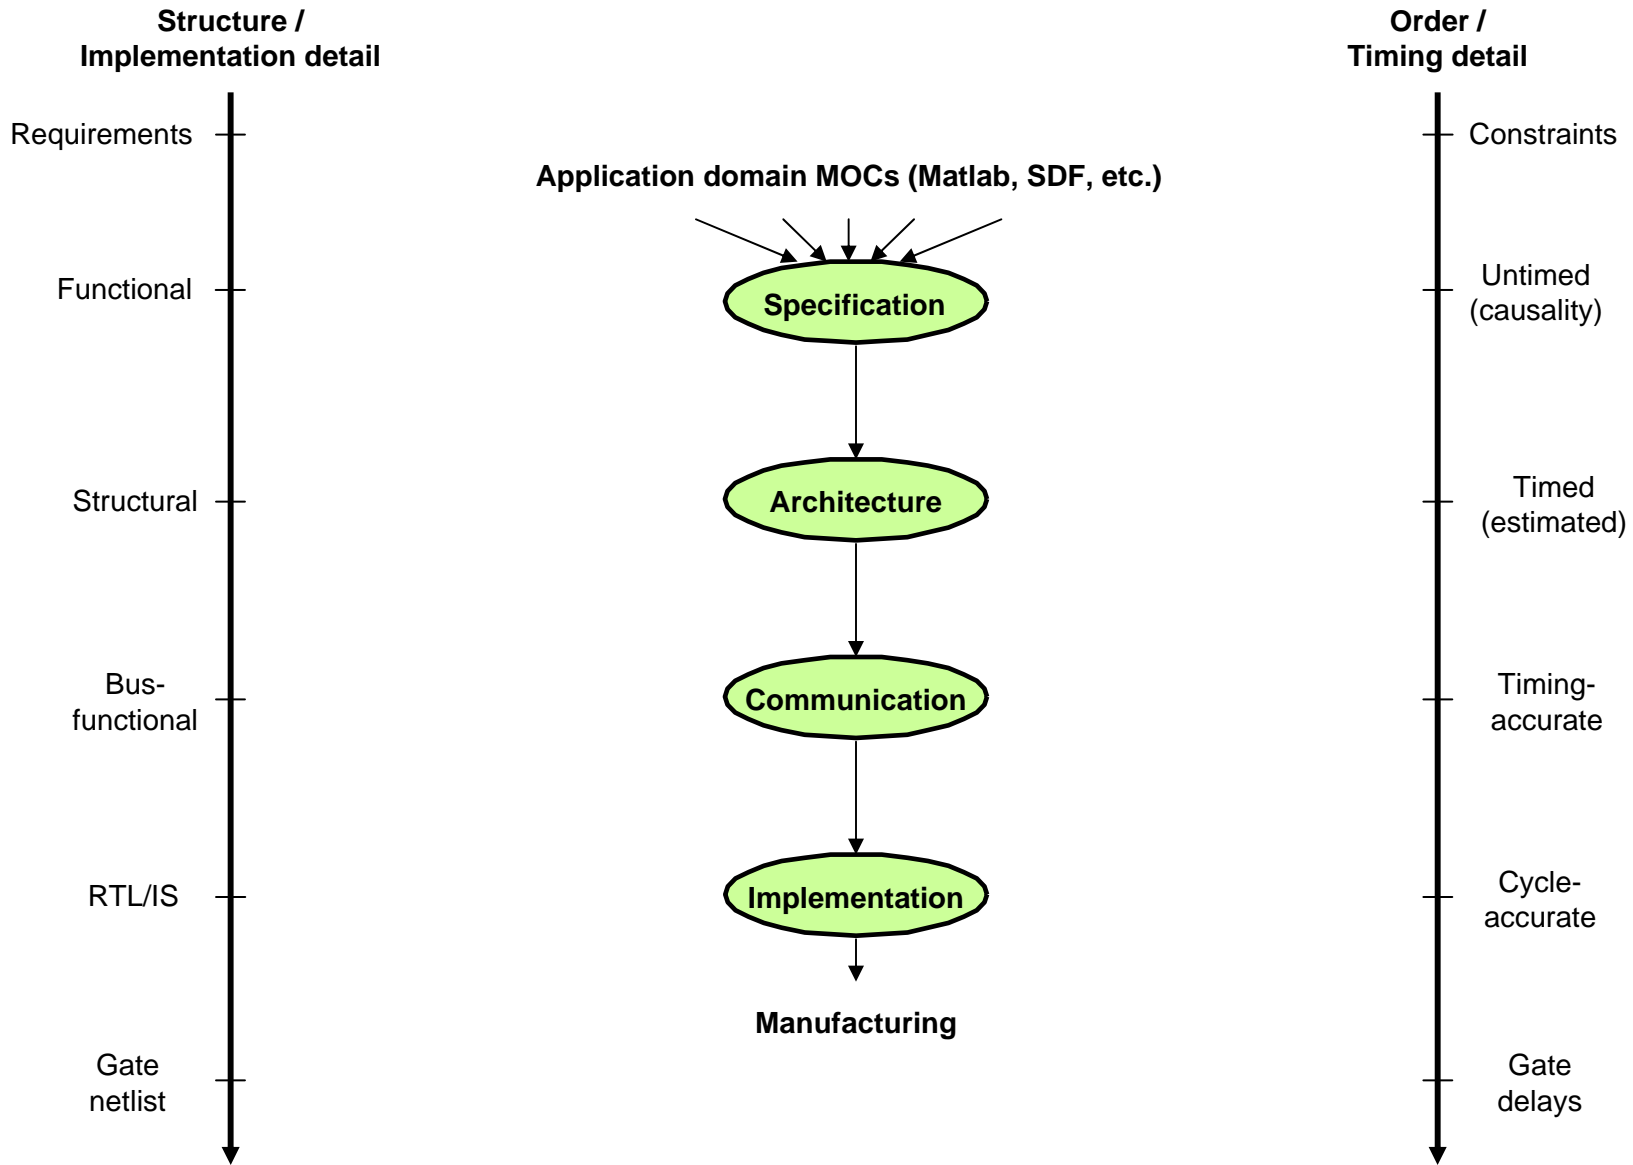 Structure /
Implementation detail
Order /
Timing detail
Requirements
Constraints
Application domain MOCs (Matlab, SDF, etc.)
Functional
Specification
Untimed
(causality)
Structural
Architecture
Timed
(estimated)
Bus-
functional
Communication
Timing-
accurate
RTL/IS
Implementation
Cycle-
accurate
Manufacturing
Gate
netlist
Gate
delays